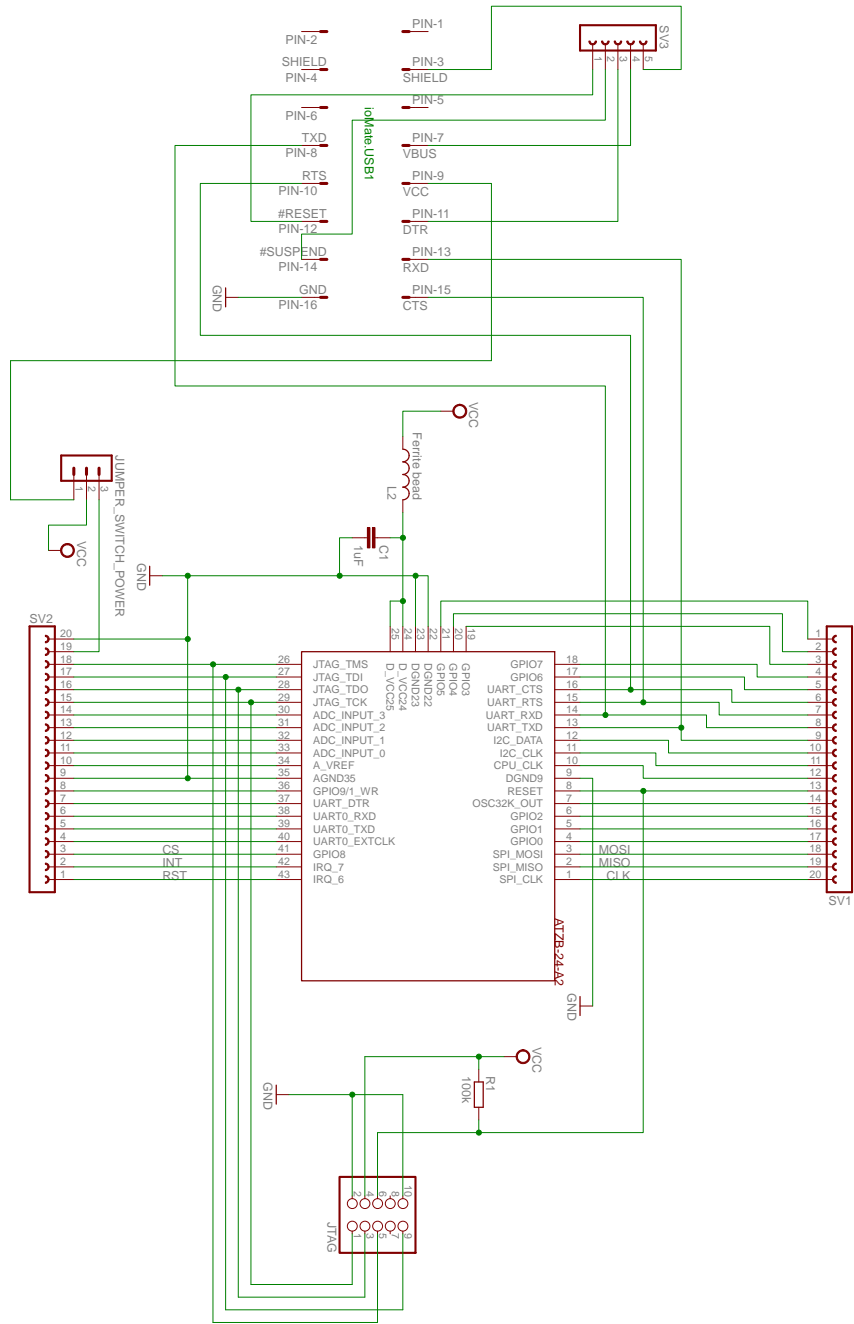 PIN-1
PIN-2
SV3
SHIELD
PIN-3
PIN-4
SHIELD
1
2
3
4
5
PIN-5
PIN-6
ioMate.USB1
TXD
PIN-7
PIN-8
VBUS
RTS
PIN-9
PIN-10
VCC
#RESET
PIN-11
PIN-12
DTR
#SUSPEND
PIN-13
PIN-14
RXD
GND
GND
PIN-15
PIN-16
CTS
VCC
Ferrite bead
L2
JUMPER_SWITCH_POWER
1
2
3
VCC
C1
1uF
GND
SV2
20
19
18
17
16
15
14
13
12
11
10
9
8
7
6
5
4
3
2
1
CS
INT
RST
25
24
23
22
21
20
19
D_VCC25
D_VCC24
DGND23
DGND22
GPIO5
GPIO4
GPIO3
26 JTAG_TMS
27 JTAG_TDI
28 JTAG_TDO
29 JTAG_TCK
30 ADC_INPUT_3
31 ADC_INPUT_2
32 ADC_INPUT_1
33 ADC_INPUT_0
34 A_VREF
35 AGND35
36 GPIO9/1_WR
37 UART_DTR
38 UART0_RXD
39 UART0_TXD
40 UART0_EXTCLK
41 GPIO8
42 IRQ_7
43 IRQ_6
GPIO7 18
GPIO6 17
UART_CTS 16
UART_RTS 15
UART_RXD 14
UART_TXD 13
I2C_DATA 12
I2C_CLK 11
CPU_CLK 10
DGND9 9
RESET 8
OSC32K_OUT 7
GPIO2 6
GPIO1 5
GPIO0 4
SPI_MOSI 3
SPI_MISO 2
SPI_CLK 1
MOSI
MISO
CLK
1
2
3
4
5
6
7
8
9
10
11
12
13
14
15
16
17
18
19
20
SV1
ATZB-24-A2
GND
VCC
R1
100k
GND
2
4
6
8
10
1
3
5
7
9
JTAG